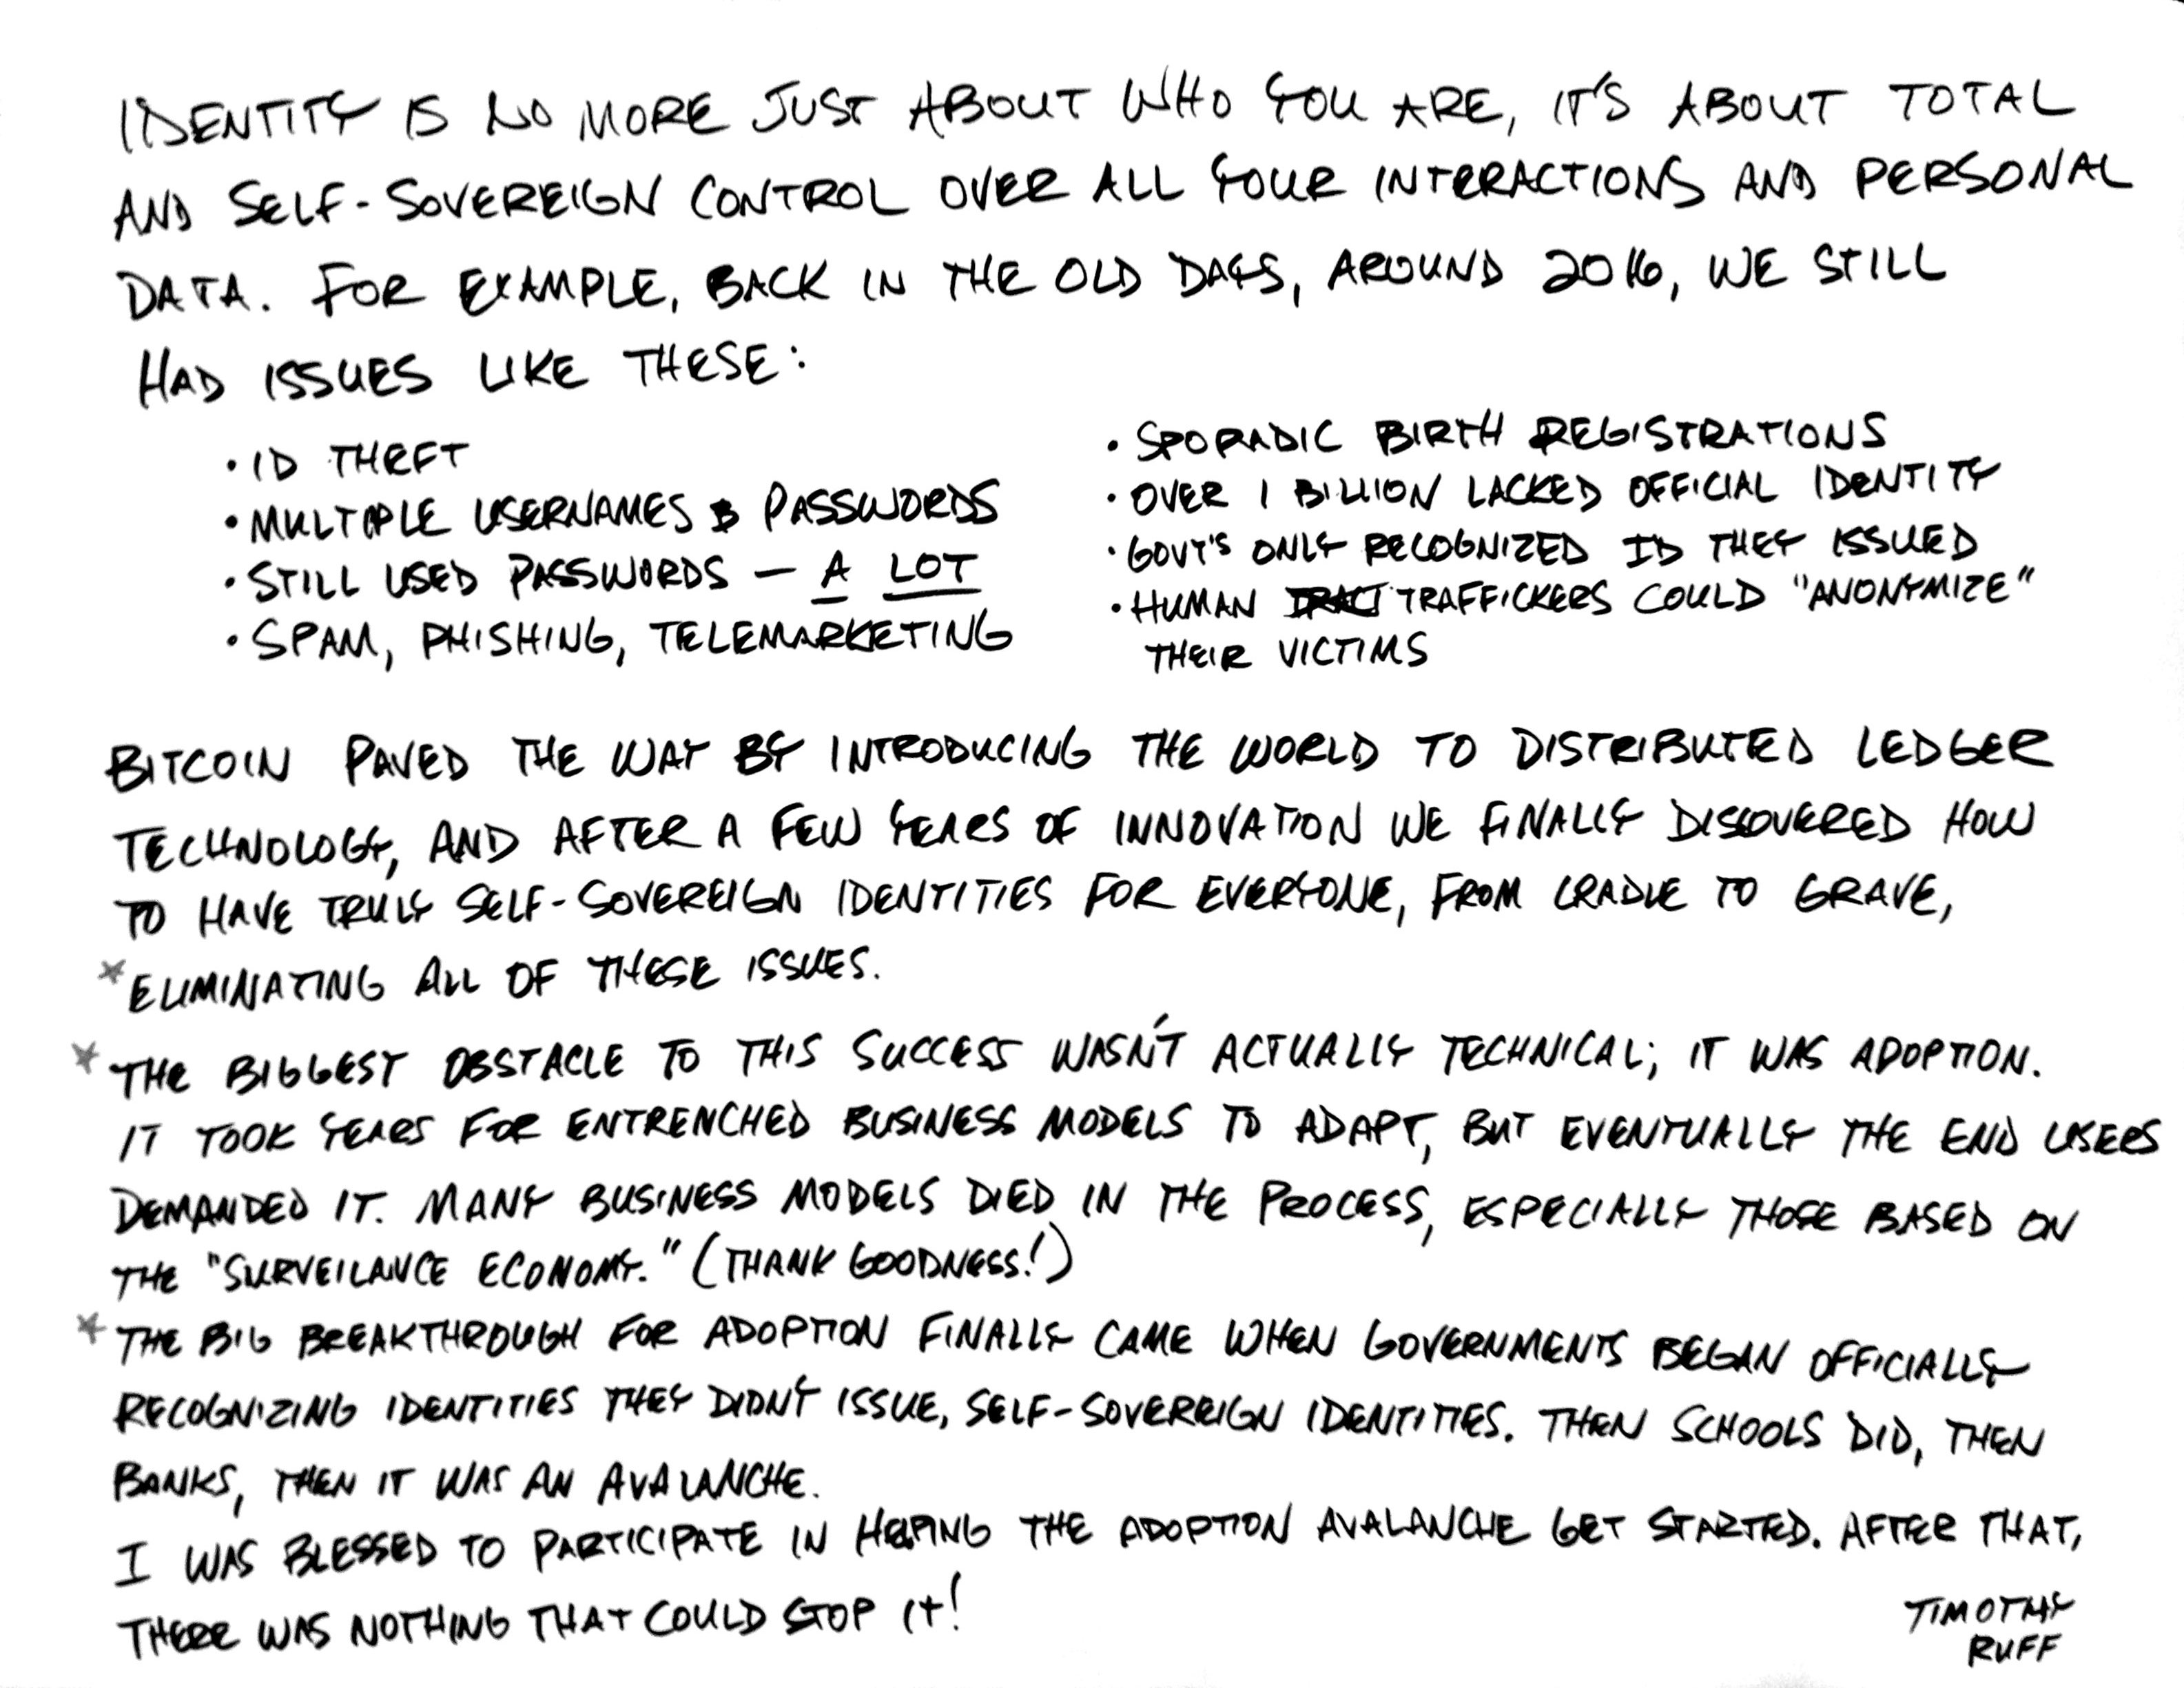 IDENTITY IS NO MORE JUST ABOUT WHO YOU ARE, IT'S ABOUT TOTAL
AND SELF-SOVEREIGN CONTROL OVER ALL YOUR INTERACTIONS AND PERSONAL
DATA. FOR EXAMPLE, BACK IN THE OLD DAYS, AROUND 2016, WE STILL
HAD ISSUES LIKE THESE:
• ID THEFT
• MULTIPLE USERNAMES & PASSWORDS
• STILL USED PASSWORDS — A LOT
• SPAM, PHISHING, TELEMARKETING
• SPORADIC BIRTH REGISTRATIONS
• OVER 1 BILLION LACKED OFFICIAL IDENTITY
• GOVT'S ONLY RECOGNIZED ID THEY ISSUED
• HUMAN TRAFFICKERS COULD "ANONYMIZE"
THEIR VICTIMS
BITCOIN PAVED THE WAY BY INTRODUCING THE WORLD TO DISTRIBUTED LEDGER
TECHNOLOGY, AND AFTER A FEW YEARS OF INNOVATION WE FINALLY DISCOVERED HOW
TO HAVE TRULY SELF-SOVEREIGN IDENTITIES FOR EVERYONE, FROM CRADLE TO GRAVE,
* ELIMINATING ALL OF THESE ISSUES.
* THE BIGGEST OBSTACLE TO THIS SUCCESS WASN'T ACTUALLY TECHNICAL; IT WAS ADOPTION.
IT TOOK YEARS FOR ENTRENCHED BUSINESS MODELS TO ADAPT, BUT EVENTUALLY THE END USERS
DEMANDED IT. MANY BUSINESS MODELS DIED IN THE PROCESS, ESPECIALLY THOSE BASED ON
THE "SURVEILANCE ECONOMY." (THANK GOODNESS!)
* THE BIG BREAKTHROUGH FOR ADOPTION FINALLY CAME WHEN GOVERNMENTS BEGAN OFFICIALLY
RECOGNIZING IDENTITIES THEY DIDN'T ISSUE, SELF-SOVEREIGN IDENTITIES. THEN SCHOOLS DID, THEN
BANKS, THEN IT WAS AN AVALANCHE.
I WAS BLESSED TO PARTICIPATE IN HELPING THE ADOPTION AVALANCHE GET STARTED. AFTER THAT,
THERE WAS NOTHING THAT COULD STOP IT!
TIMOTHY
RUFF